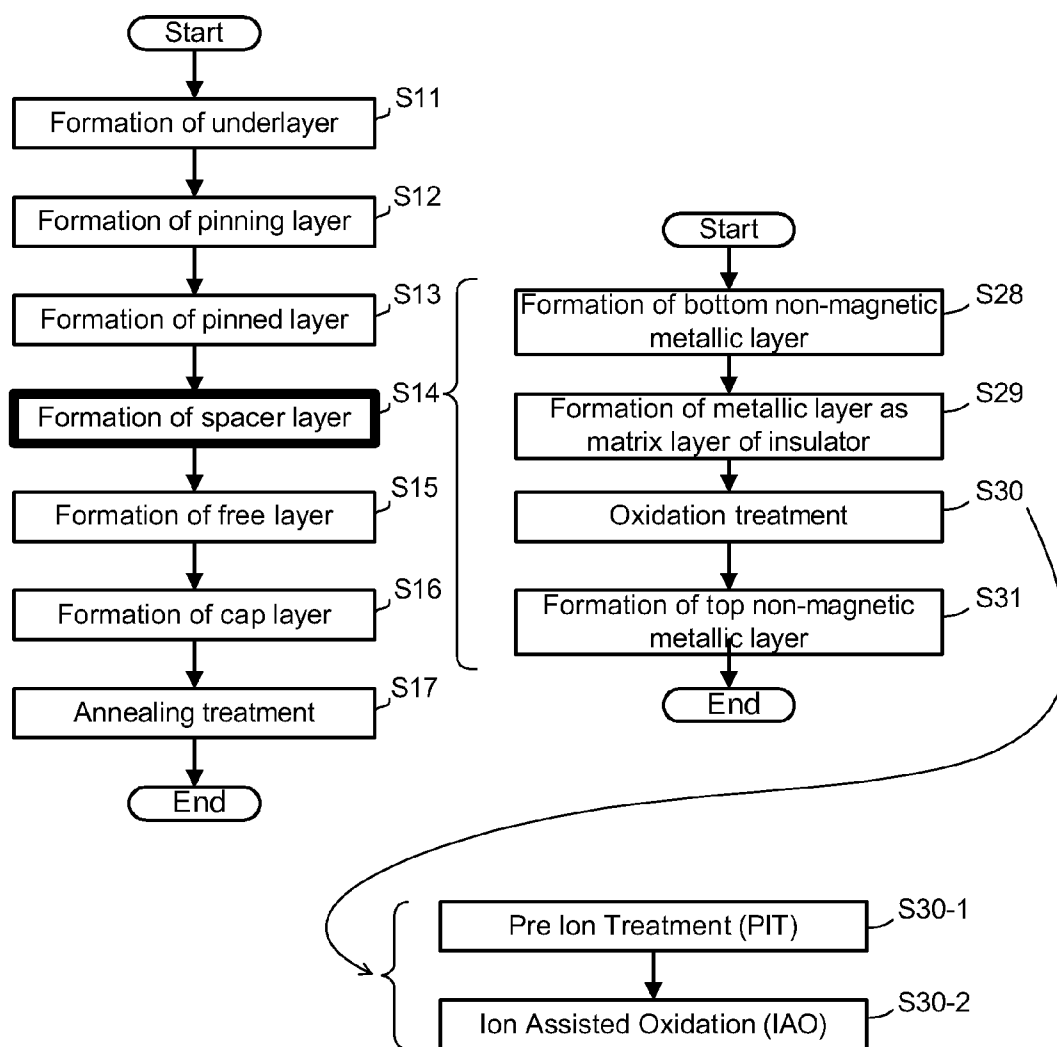 Start
S11
Formation of underlayer
S12
Formation of pinning layer
S13
Formation of pinned layer
S14
Formation of spacer layer
S15
Formation of free layer
S16
Formation of cap layer
S17
Annealing treatment
End
Start
S28
Formation of bottom non-magnetic
metallic layer
S29
Formation of metallic layer as
matrix layer of insulator
S30
Oxidation treatment
S31
Formation of top non-magnetic
metallic layer
End
S30-1
Pre Ion Treatment (PIT)
S30-2
Ion Assisted Oxidation (IAO)